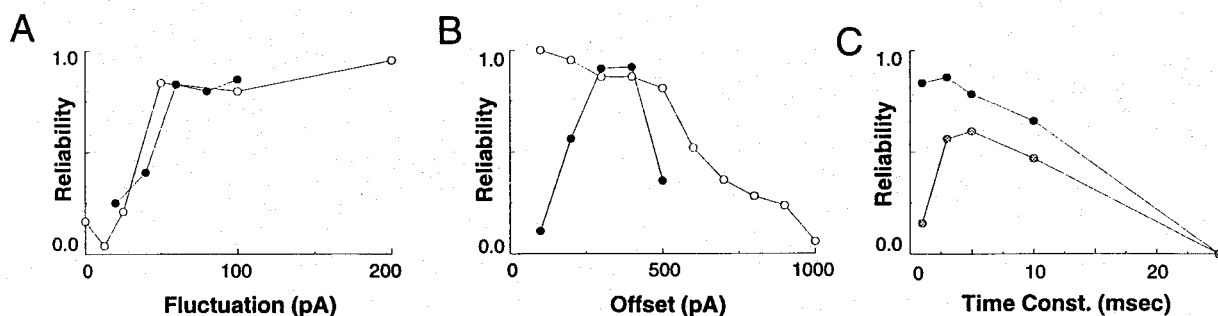 A
Reliability
1.0
0.0
0
100
200
Fluctuation (pA)
B
Reliability
1.0
0.0
0
500
1000
Offset (pA)
C
Reliability
1.0
0.0
0
10
20
Time Const. (msec)